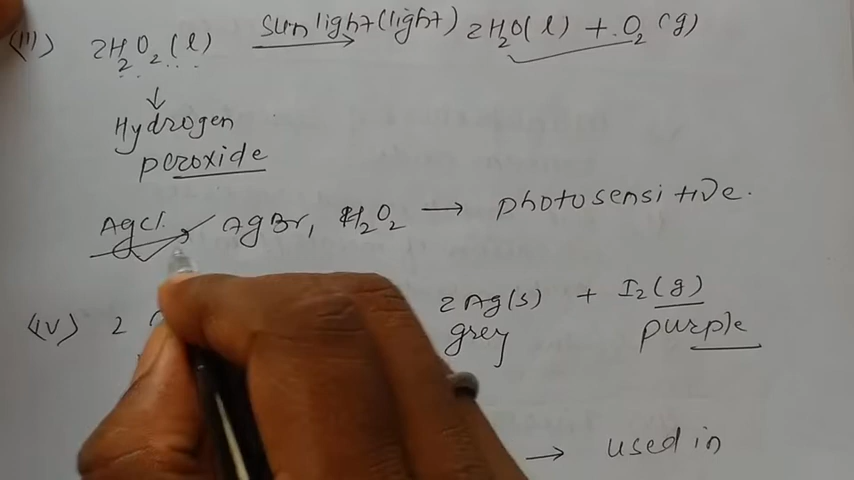 (III) 2H₂O₂(l) Sunlight(light) → 2H₂O(l) + O₂(g)
↓
Hydrogen
peroxide
AgCl, AgBr, H₂O₂ → photosensitive.
(IV) 2 2Ag(s) + I₂(g)
grey purple
→ used in